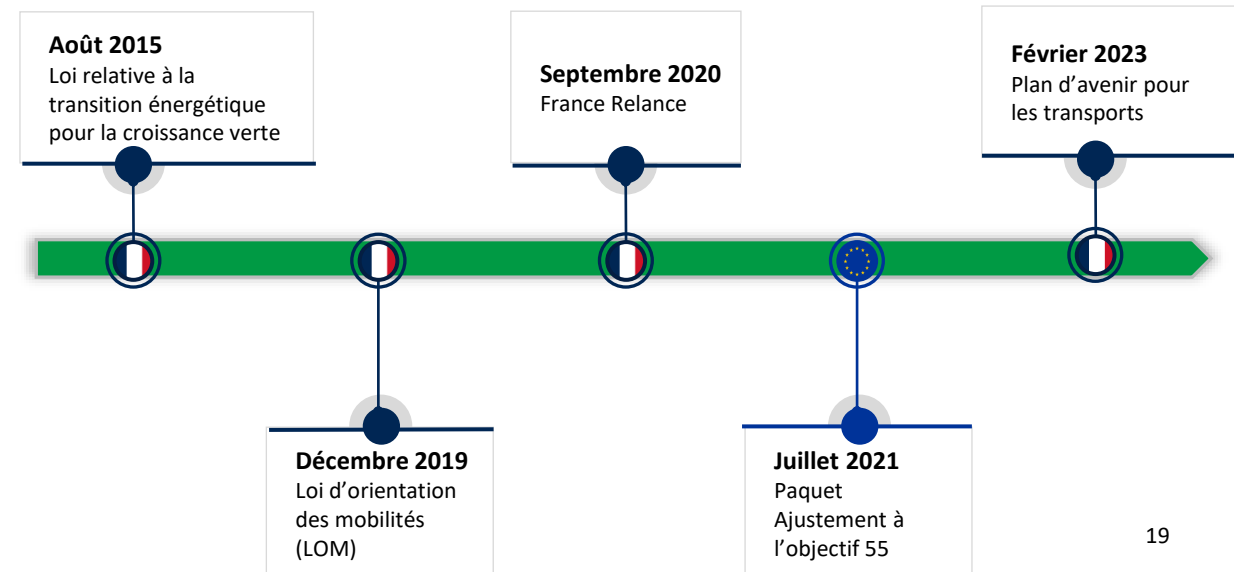 Août 2015
Loi relative à la
transition énergétique
pour la croissance verte
Décembre 2019
Loi d’orientation
des mobilités
(LOM)
Septembre 2020
France Relance
Juillet 2021
Paquet
Ajustement à
l’objectif 55
Février 2023
Plan d’avenir pour
les transports
19